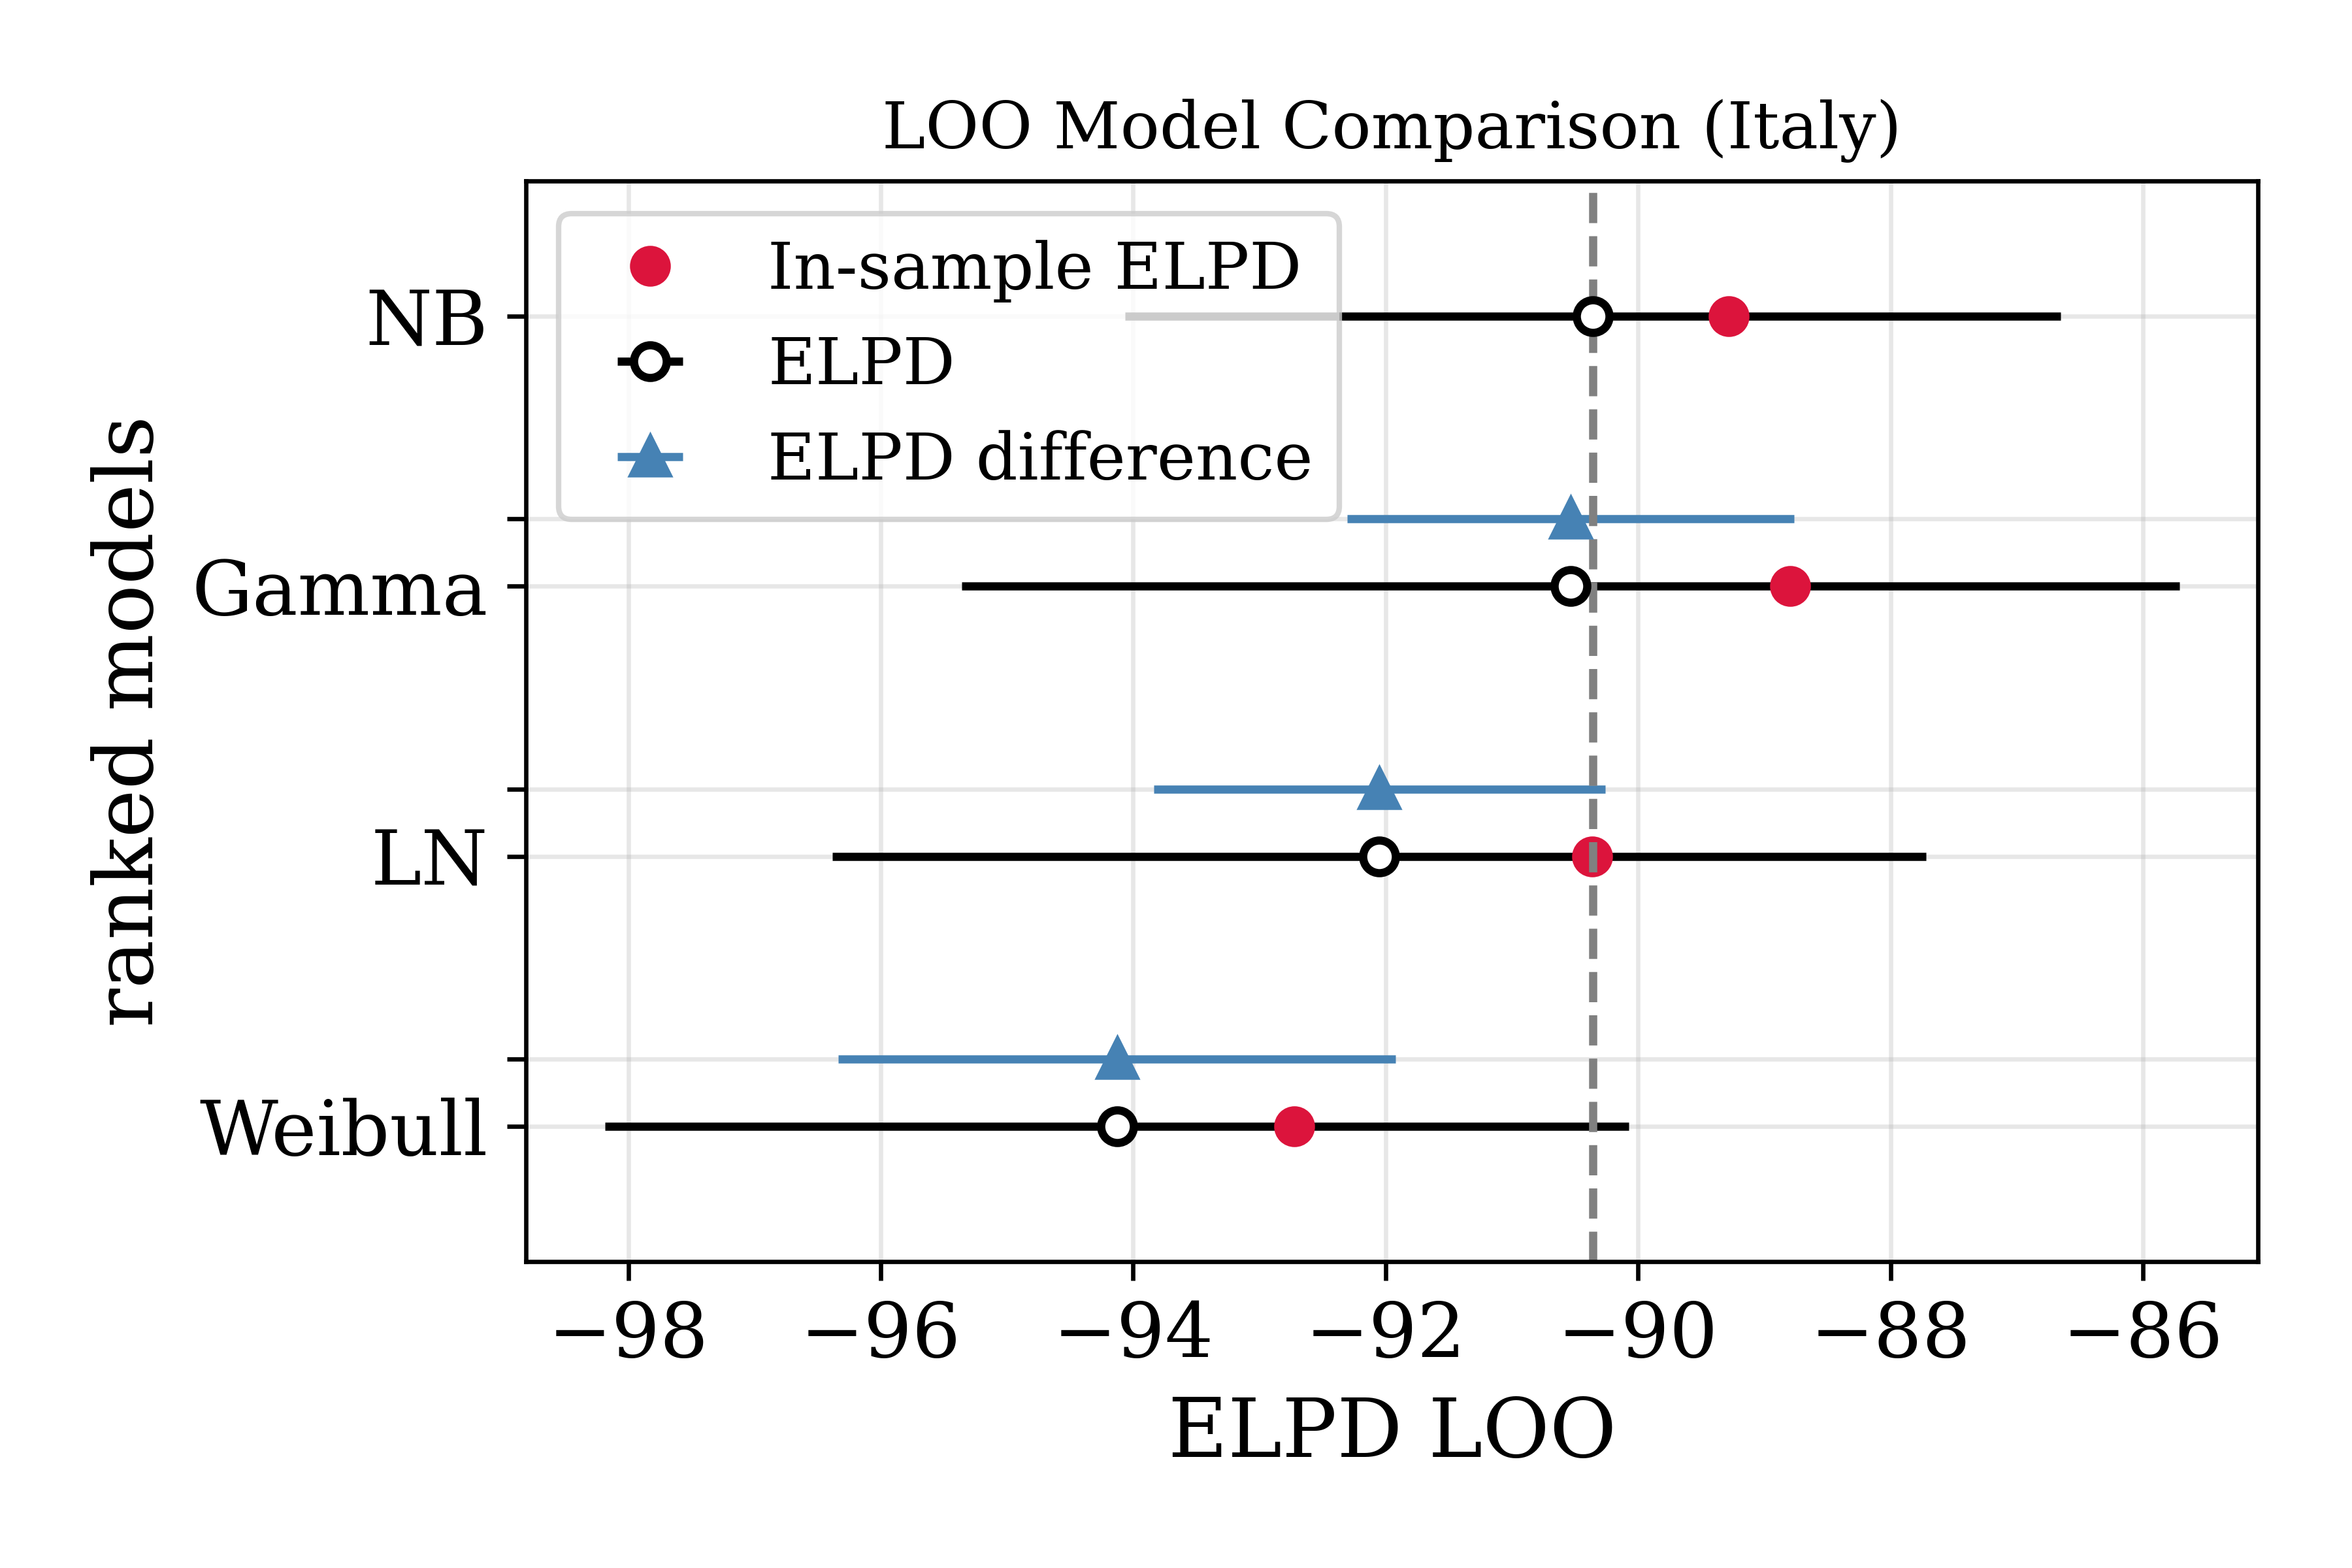 LOO Model Comparison (Italy)
In-sample ELPD
ELPD
ELPD difference
ranked models
NB
Gamma
LN
Weibull
−98 −96 −94 −92 −90 −88 −86
ELPD LOO